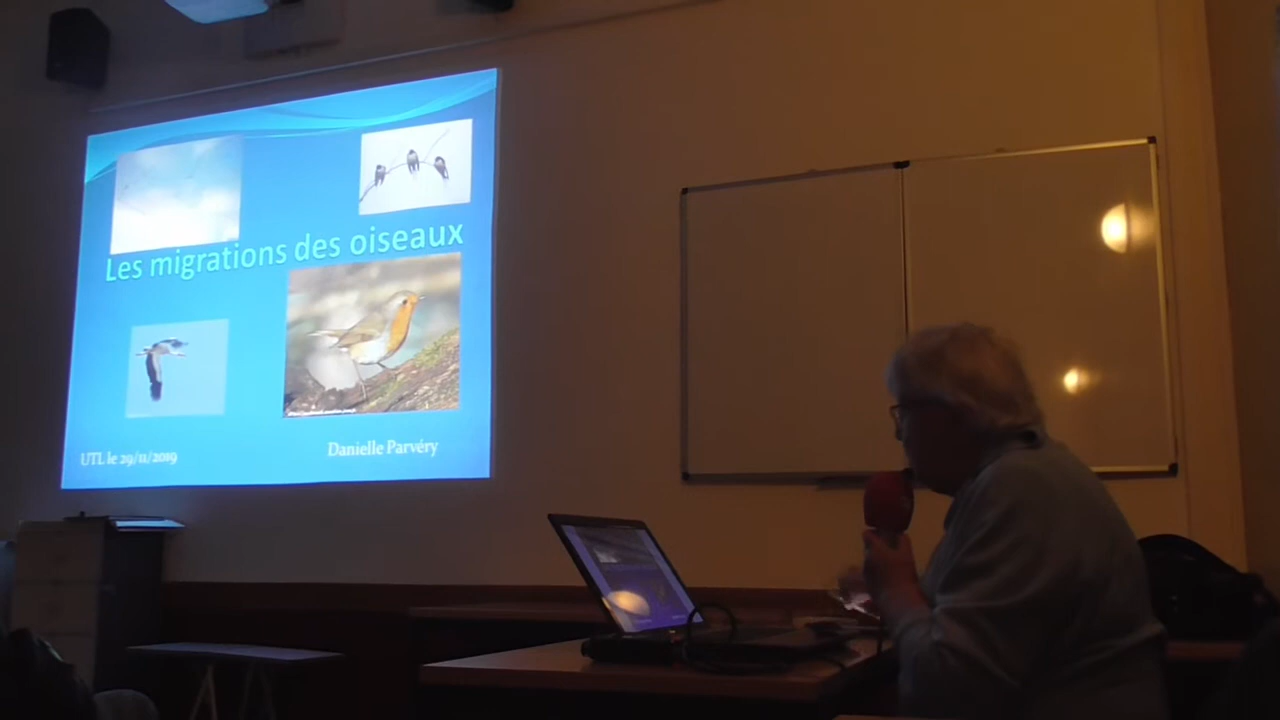 Les migrations des oiseaux
UTL le 29/11/2019
Danielle Parvéry